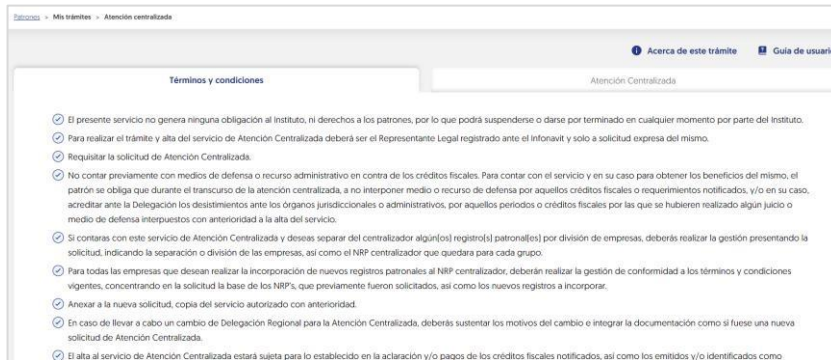 Patrones > Mis trámites > Atención centralizada
Acerca de este trámite Guía de usuari
Términos y condiciones Atención Centralizada
El presente servicio no genera ninguna obligación al Instituto, ni derechos a los patrones, por lo que podrá suspenderse o darse por terminado en cualquier momento por parte del Instituto.
Para realizar el trámite y alta del servicio de Atención Centralizada deberá ser el Representante Legal registrado ante el Infonavit y solo a solicitud expresa del mismo.
Requisitar la solicitud de Atención Centralizada.
No contar previamente con medios de defensa o recurso administrativo en contra de los créditos fiscales. Para contar con el servicio y en su caso para obtener los beneficios del mismo, el
patrón se obliga que durante el transcurso de la atención centralizada, a no interponer medio o recurso de defensa por aquellos créditos fiscales o requerimientos notificados, y/o en su caso,
acreditar ante la Delegación los desistimientos ante los órganos jurisdiccionales o administrativos, por aquellos periodos o créditos fiscales por las que se hubieren realizado algún juicio o
medio de defensa interpuestos con anterioridad a la alta del servicio.
Si contaras con este servicio de Atención Centralizada y deseas separar del centralizador algún(os) registro(s) patronal(es) por división de empresas, deberás realizar la gestión presentando la
solicitud, indicando la separación o división de las empresas, así como el NRP centralizador que quedara para cada grupo.
Para todas las empresas que desean realizar la incorporación de nuevos registros patronales al NRP centralizador, deberán realizar la gestión de conformidad a los términos y condiciones
vigentes, concentrando en la solicitud la base de los NRP's, que previamente fueron solicitados, así como los nuevos registros a incorporar.
Anexar a la nueva solicitud, copia del servicio autorizado con anterioridad.
En caso de llevar a cabo un cambio de Delegación Regional para la Atención Centralizada, deberás sustentar los motivos del cambio e integrar la documentación como si fuese una nueva
solicitud de Atención Centralizada.
El alta al servicio de Atención Centralizada estará sujeta para lo establecido en la aclaración y/o pagos de los créditos fiscales notificados, así como los emitidos y/o identificados como